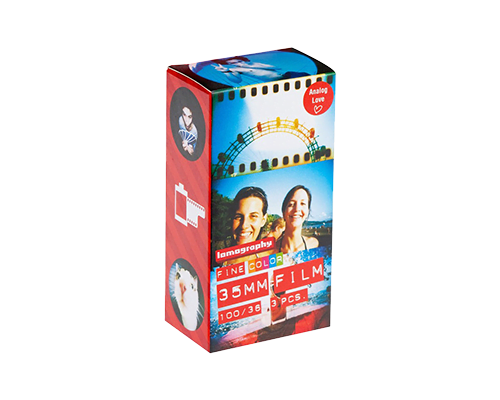 Analog
Love
lomography
FINE COLOR
35MM FILM
100/36 3 PCS.